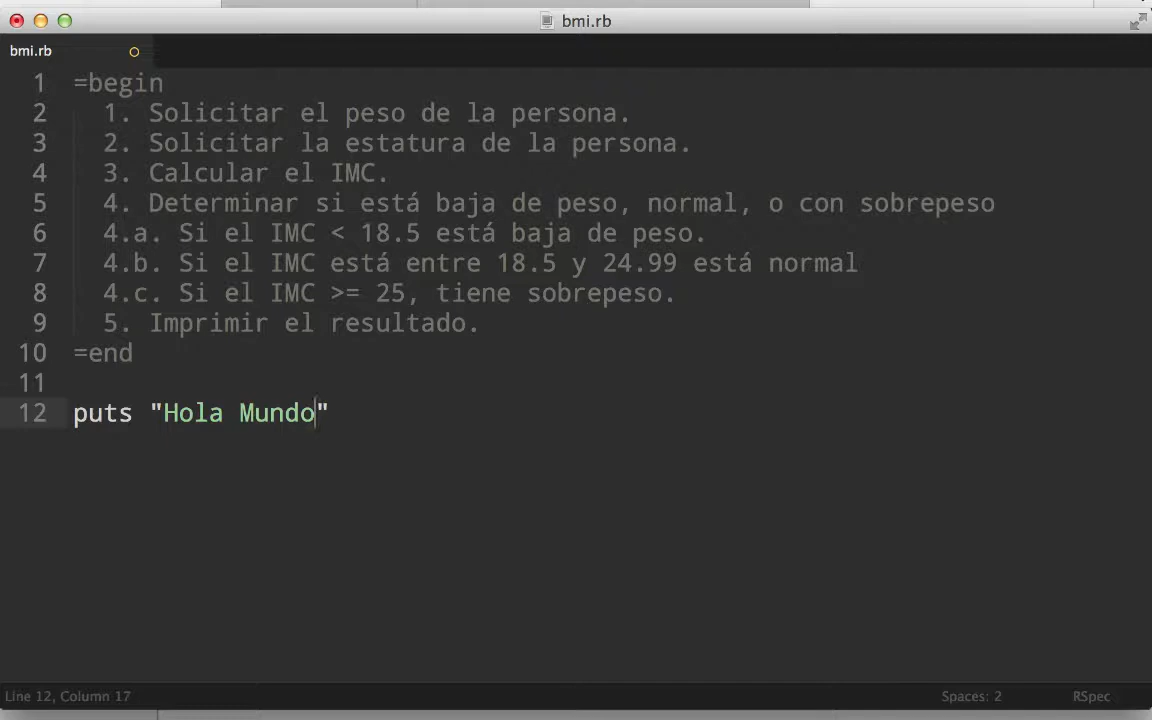 bmi.rb
bmi.rb
1 =begin
2 1. Solicitar el peso de la persona.
3 2. Solicitar la estatura de la persona.
4 3. Calcular el IMC.
5 4. Determinar si está baja de peso, normal, o con sobrepeso
6 4.a. Si el IMC < 18.5 está baja de peso.
7 4.b. Si el IMC está entre 18.5 y 24.99 está normal
8 4.c. Si el IMC >= 25, tiene sobrepeso.
9 5. Imprimir el resultado.
10 =end
11
12 puts "Hola Mundo"
Line 12, Column 17 Spaces: 2 RSpec